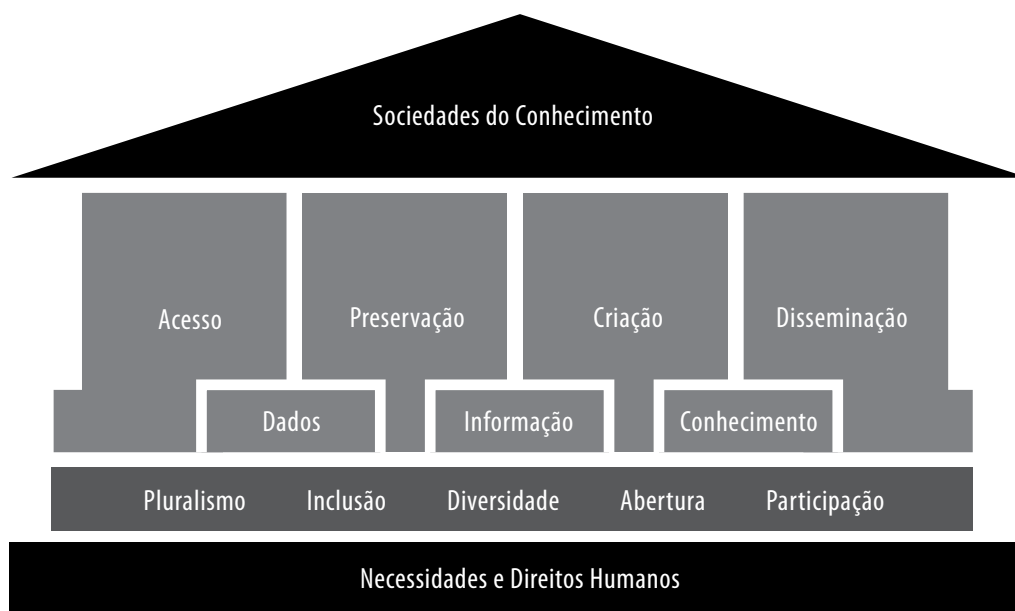 Sociedades do Conhecimento
Acesso Preservação Criação Disseminação
Dados Informação Conhecimento
Pluralismo Inclusão Diversidade Abertura Participação
Necessidades e Direitos Humanos